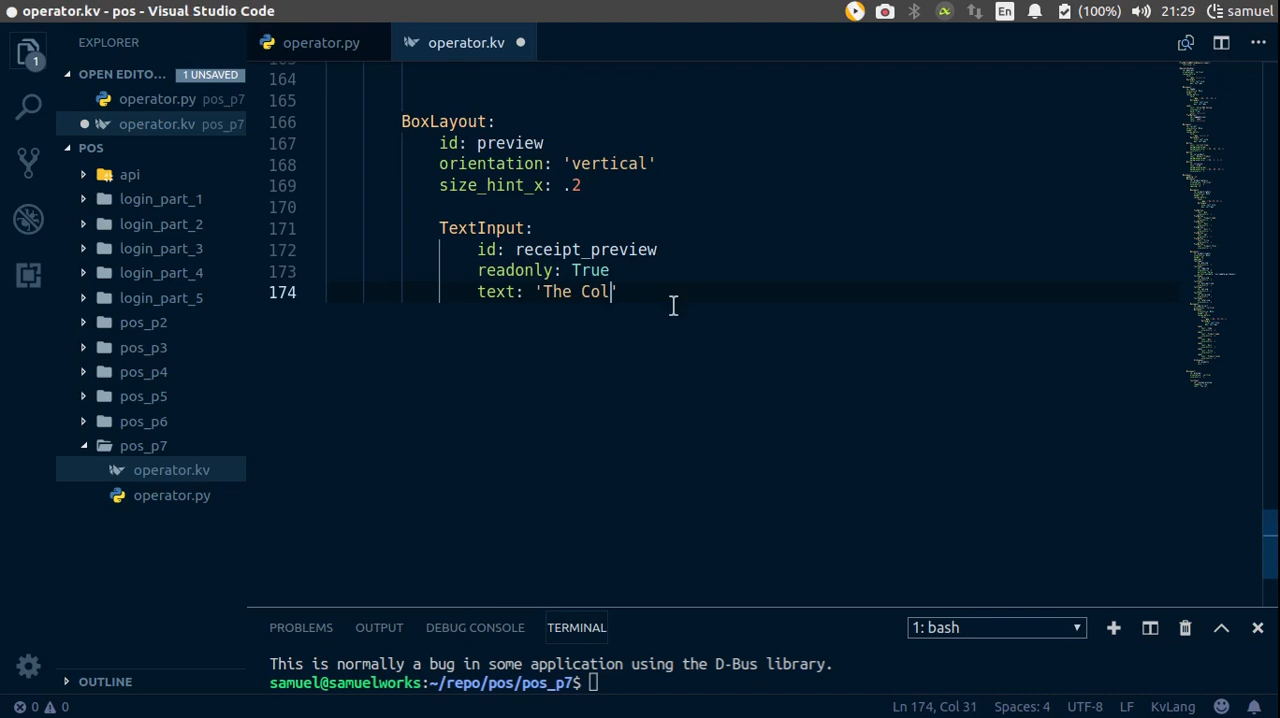 operator.kv - pos - Visual Studio Code
En
(100%)
21:29
samuel
EXPLORER
operator.py
operator.kv
1
OPEN EDITO...
1 UNSAVED
operator.py pos_p7
operator.kv pos_p7
POS
api
login_part_1
login_part_2
login_part_3
login_part_4
login_part_5
pos_p2
pos_p3
pos_p4
pos_p5
pos_p6
pos_p7
operator.kv
operator.py
OUTLINE
163
164
165
166 BoxLayout:
167 id: preview
168 orientation: 'vertical'
169 size_hint_x: .2
170
171 TextInput:
172 id: receipt_preview
173 readonly: True
174 text: 'The Col'
PROBLEMS
OUTPUT
DEBUG CONSOLE
TERMINAL
1: bash
This is normally a bug in some application using the D-Bus library.
samuel@samuelworks:~/repo/pos/pos_p7$
0
0
Ln 174, Col 31
Spaces: 4
UTF-8
LF
KvLang